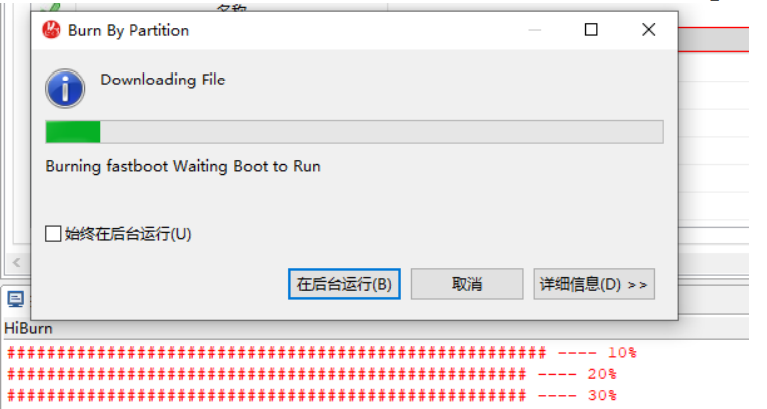 名称
Burn By Partition
Downloading File
Burning fastboot Waiting Boot to Run
始终在后台运行(U)
在后台运行(B) 取消 详细信息(D) >>
HiBurn
###################################################### ---- 10%
#################################################### ---- 20%
#################################################### ---- 30%